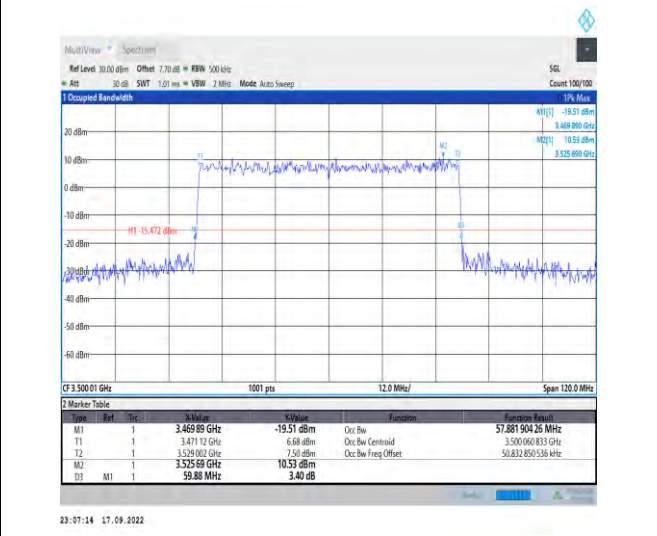 MultiView Spectrum
Ref Level 30.00 dBm Offset 7.70 dB RBW 500 kHz SGL
Att 30 dB SWT 1.01 ms VBW 2 MHz Mode Auto Sweep Count 100/100
1 Occupied Bandwidth 1Pk Max
M1[1] -19.51 dBm
3.469 890 GHz
M2[1] 10.53 dBm
3.525 690 GHz
20 dBm
M2
T1 T2
10 dBm
0 dBm
-10 dBm
H1 -15.472 dBm
D3
-20 dBm
-30 dBm
-40 dBm
-50 dBm
-60 dBm
CF 3.500 01 GHz 1001 pts 12.0 MHz/ Span 120.0 MHz
2 Marker Table
Type Ref Trc X-Value Y-Value Function Function Result
M1 1 3.469 89 GHz -19.51 dBm Occ Bw 57.881 904 26 MHz
T1 1 3.471 12 GHz 6.68 dBm Occ Bw Centroid 3.500 060 833 GHz
T2 1 3.529 002 GHz 7.50 dBm Occ Bw Freq Offset 50.832 850 536 kHz
M2 1 3.525 69 GHz 10.53 dBm
D3 M1 1 59.88 MHz 3.40 dB
23:07:14 17.09.2022